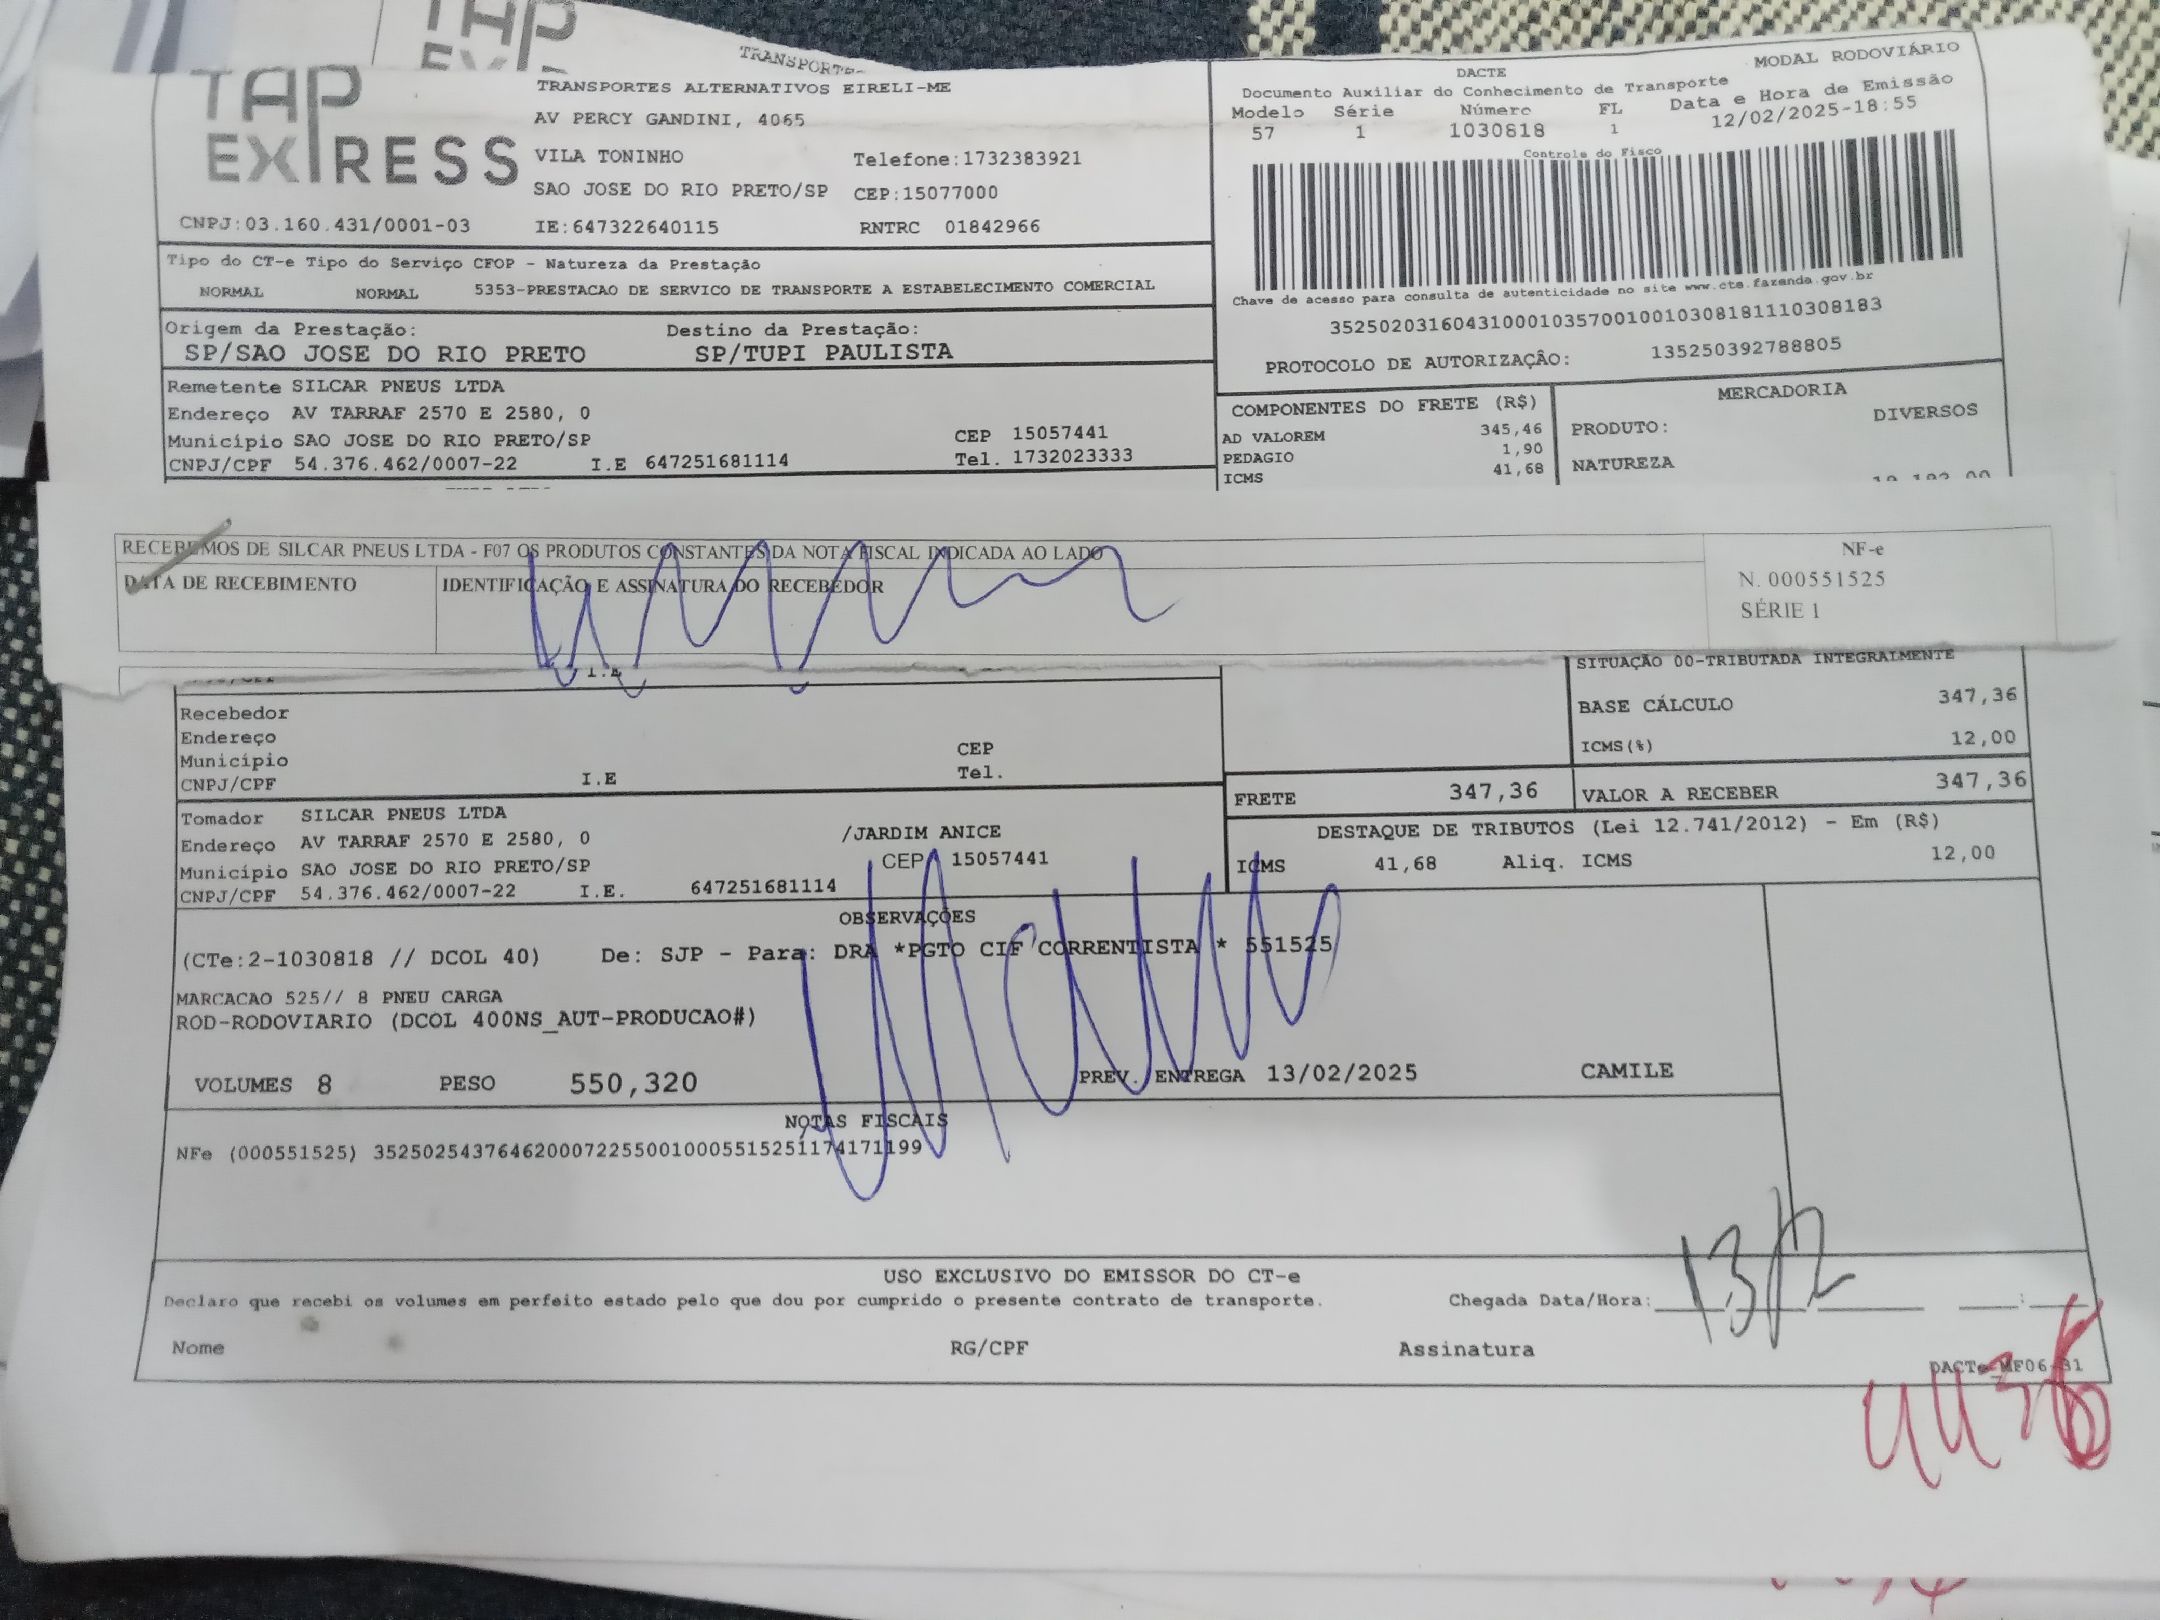 TAP
TRANSPORTE
TAP
EXPRESS
TRANSPORTES ALTERNATIVOS EIRELI-ME
AV PERCY GANDINI, 4065
VILA TONINHO Telefone:1732383921
SAO JOSE DO RIO PRETO/SP CEP:15077000
CNPJ:03.160.431/0001-03 IE:647322640115 RNTRC 01842966
MODAL RODOVIÁRIO
DACTE
Documento Auxiliar do Conhecimento de Transporte
Modelo Série Número FL Data e Hora de Emissão
57 1 1030818 1 12/02/2025-18:55
Controle do Fisco
Chave de acesso para consulta de autenticidade no site www.cte.fazenda.gov.br
35250203160431000103570010010308181110308183
PROTOCOLO DE AUTORIZAÇÃO: 135250392788805
Tipo do CT-e Tipo do Serviço CFOP - Natureza da Prestação
NORMAL NORMAL 5353-PRESTACAO DE SERVICO DE TRANSPORTE A ESTABELECIMENTO COMERCIAL
Origem da Prestação: Destino da Prestação:
SP/SAO JOSE DO RIO PRETO SP/TUPI PAULISTA
Remetente SILCAR PNEUS LTDA
Endereço AV TARRAF 2570 E 2580, 0
Município SAO JOSE DO RIO PRETO/SP CEP 15057441
CNPJ/CPF 54.376.462/0007-22 I.E 647251681114 Tel. 1732023333
COMPONENTES DO FRETE (R$)
AD VALOREM 345,46
PEDAGIO 1,90
ICMS 41,68
MERCADORIA
PRODUTO: DIVERSOS
NATUREZA
RECEBEMOS DE SILCAR PNEUS LTDA - F07 OS PRODUTOS CONSTANTES DA NOTA FISCAL INDICADA AO LADO
DATA DE RECEBIMENTO IDENTIFICAÇÃO E ASSINATURA DO RECEBEDOR
NF-e
N. 000551525
SÉRIE 1
SITUAÇÃO 00-TRIBUTADA INTEGRALMENTE
BASE CÁLCULO 347,36
ICMS(%) 12,00
Recebedor
Endereço
Município CEP
CNPJ/CPF I.E Tel.
FRETE 347,36 VALOR A RECEBER 347,36
Tomador SILCAR PNEUS LTDA
Endereço AV TARRAF 2570 E 2580, 0 /JARDIM ANICE
Município SAO JOSE DO RIO PRETO/SP CEP 15057441
CNPJ/CPF 54.376.462/0007-22 I.E. 647251681114
DESTAQUE DE TRIBUTOS (Lei 12.741/2012) - Em (R$)
ICMS 41,68 Aliq. ICMS 12,00
OBSERVAÇÕES
(CTe:2-1030818 // DCOL 40) De: SJP - Para: DRA *PGTO CIF CORRENTISTA * 551525
MARCACAO 525// 8 PNEU CARGA
ROD-RODOVIARIO (DCOL 400NS_AUT-PRODUCAO#)
VOLUMES 8 PESO 550,320 PREV. ENTREGA 13/02/2025 CAMILE
NOTAS FISCAIS
NFe (000551525) 35250254376462000722550010005515251174171199
USO EXCLUSIVO DO EMISSOR DO CT-e
Declaro que recebi os volumes em perfeito estado pelo que dou por cumprido o presente contrato de transporte. Chegada Data/Hora: 13/2
Nome RG/CPF Assinatura